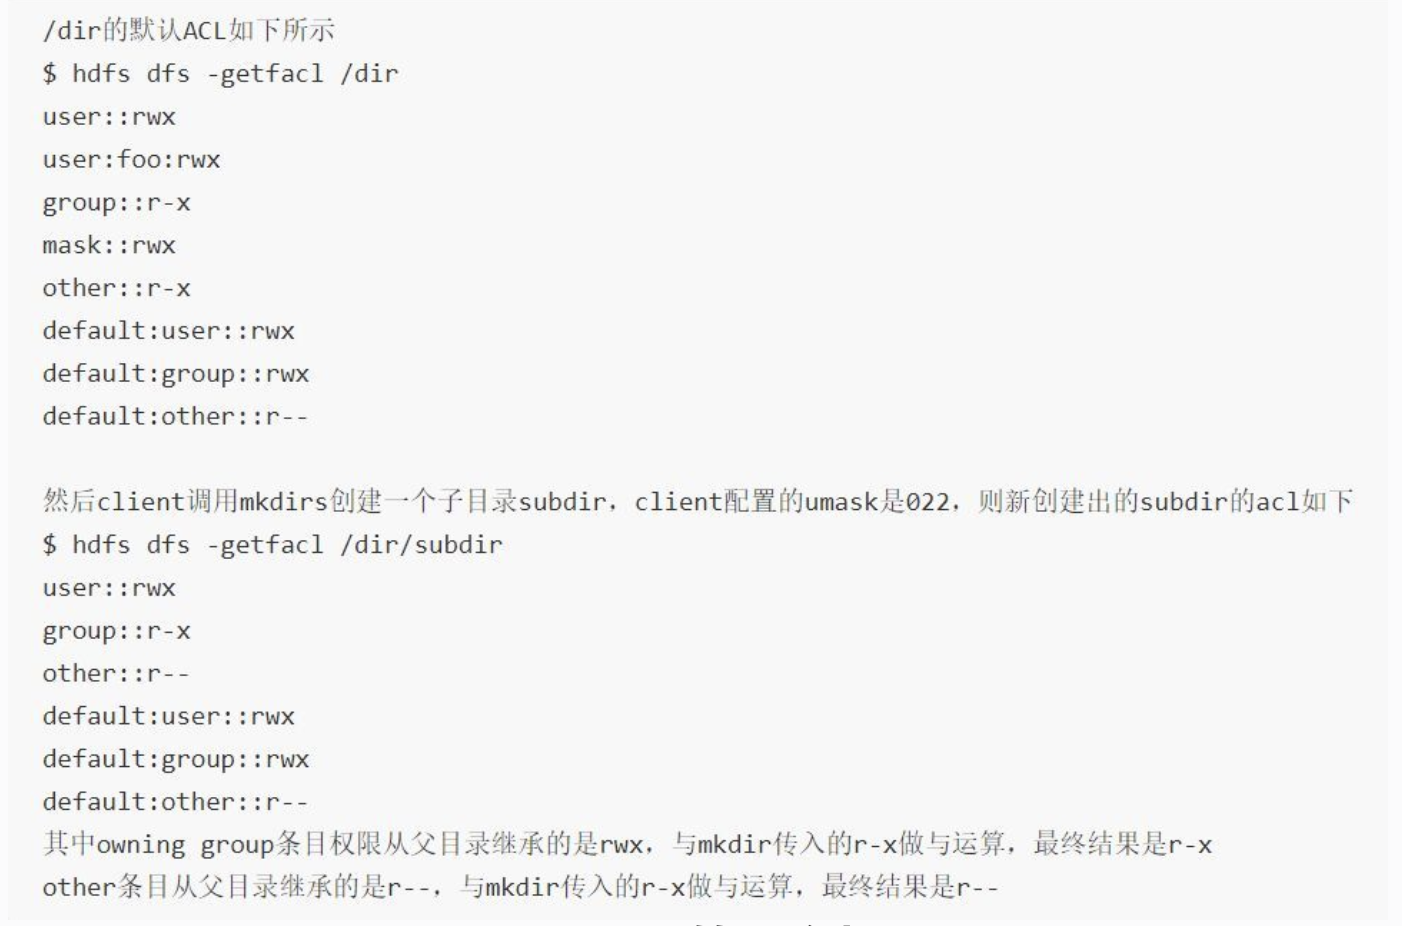 /dir的默认ACL如下所示
$ hdfs dfs -getfacl /dir
user::rwx
user:foo:rwx
group::r-x
mask::rwx
other::r-x
default:user::rwx
default:group::rwx
default:other::r--
然后client调用mkdirs创建一个子目录subdir，client配置的umask是022，则新创建出的subdir的acl如下
$ hdfs dfs -getfacl /dir/subdir
user::rwx
group::r-x
other::r--
default:user::rwx
default:group::rwx
default:other::r--
其中owning group条目权限从父目录继承的是rwx，与mkdir传入的r-x做与运算，最终结果是r-x
other条目从父目录继承的是r--，与mkdir传入的r-x做与运算，最终结果是r--